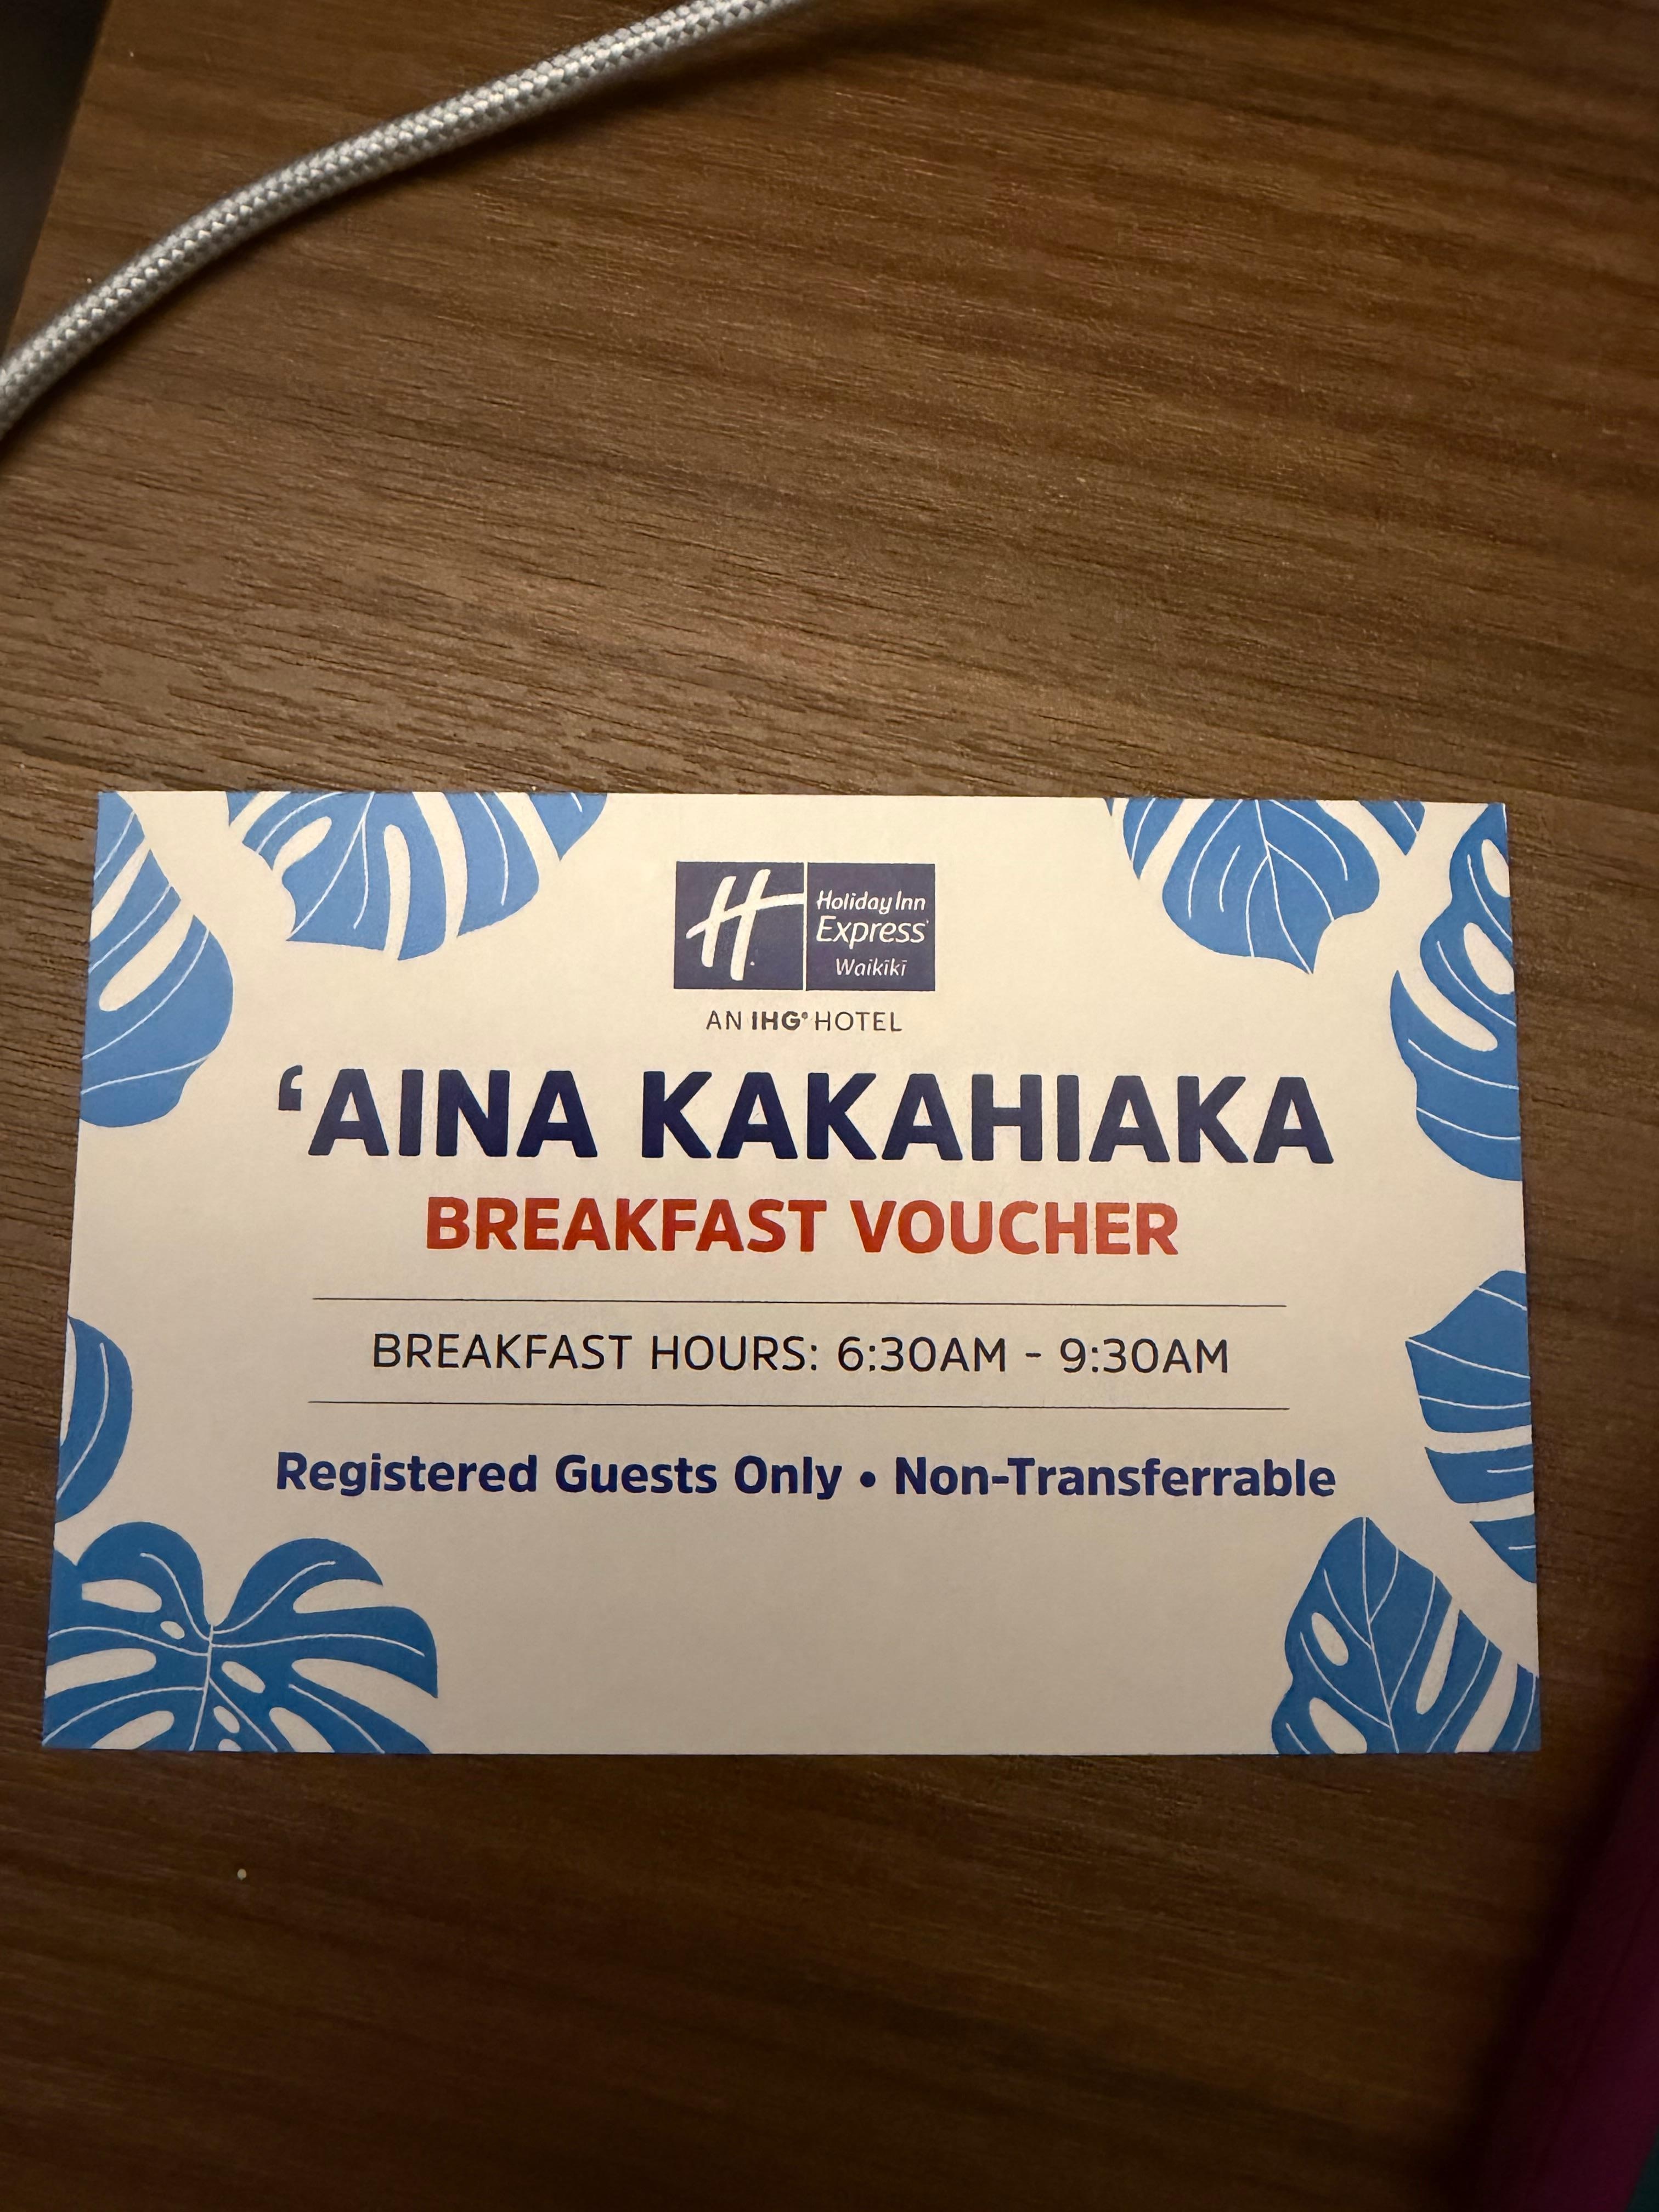 Holiday Inn
Express®
Waikīkī
AN IHG® HOTEL
‘AINA KAKAHIAKA
BREAKFAST VOUCHER
BREAKFAST HOURS: 6:30AM - 9:30AM
Registered Guests Only • Non-Transferrable